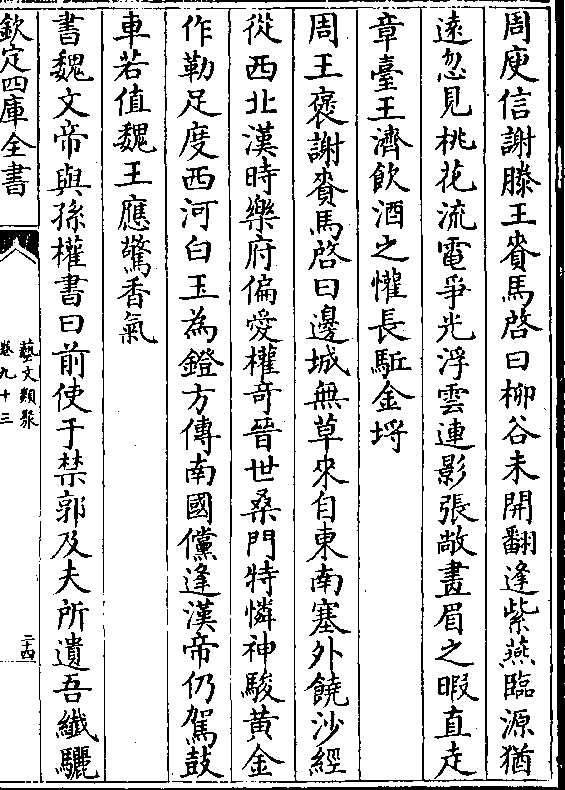 周庾信謝滕王賚馬啓曰柳谷未開翻逢紫燕臨源猶
遠忽見桃花流電爭光浮雲連影張敞畫眉之暇直走
章臺王濟飲酒之懽長駈金埒
周王褒謝賚馬啓曰邊城無草來自東南塞外饒沙經
從西北漢時樂府偏愛權竒晉世桑門特憐神駿黄金
作勒足度西河白玉為鐙方傳南國儻逢漢帝仍駕鼓
車若值魏王應驚香氣
書魏文帝與孫權書曰前使于禁郭及夫所遺吾纖驪
欽定四庫全書
藝文類聚
卷九十三
二十四